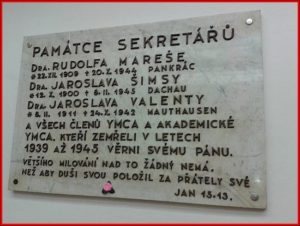 PAMÁTCE SEKRETÁŘŮ
DRA. RUDOLFA MAREŠE
✡22.XII.1909 ✝20.X.1944 PANKRÁC
DRA. JAROSLAVA ŠIMSY
✡12.X.1900 ✝8.II.1945 DACHAU
DRA. JAROSLAVA VALENTY
✡8.II.1911 ✝24.X.1942 MAUTHAUSEN
A VŠECH ČLENŮ YMCA A AKADEMICKÉ
YMCA, KTEŘÍ ZEMŘELI V LETECH
1939 AŽ 1945 VĚRNI SVÉMU PÁNU.
VĚTŠÍHO MILOVÁNÍ NAD TO ŽÁDNÝ NEMÁ,
NEŽ ABY DUŠI SVOU POLOŽIL ZA PŘÁTELY SVÉ
JAN 15-13.